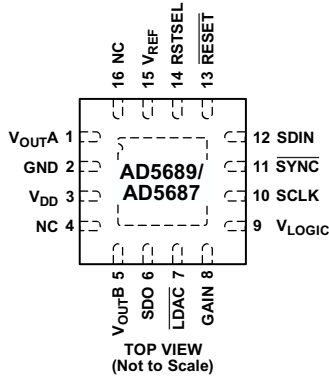 16 NC
15 VREF
14 RSTSEL
13 RESET
VOUTA 1
GND 2
VDD 3
NC 4
AD5689/
AD5687
12 SDIN
11 SYNC
10 SCLK
9 VLOGIC
VOUTB 5
SDO 6
LDAC 7
GAIN 8
TOP VIEW
(Not to Scale)